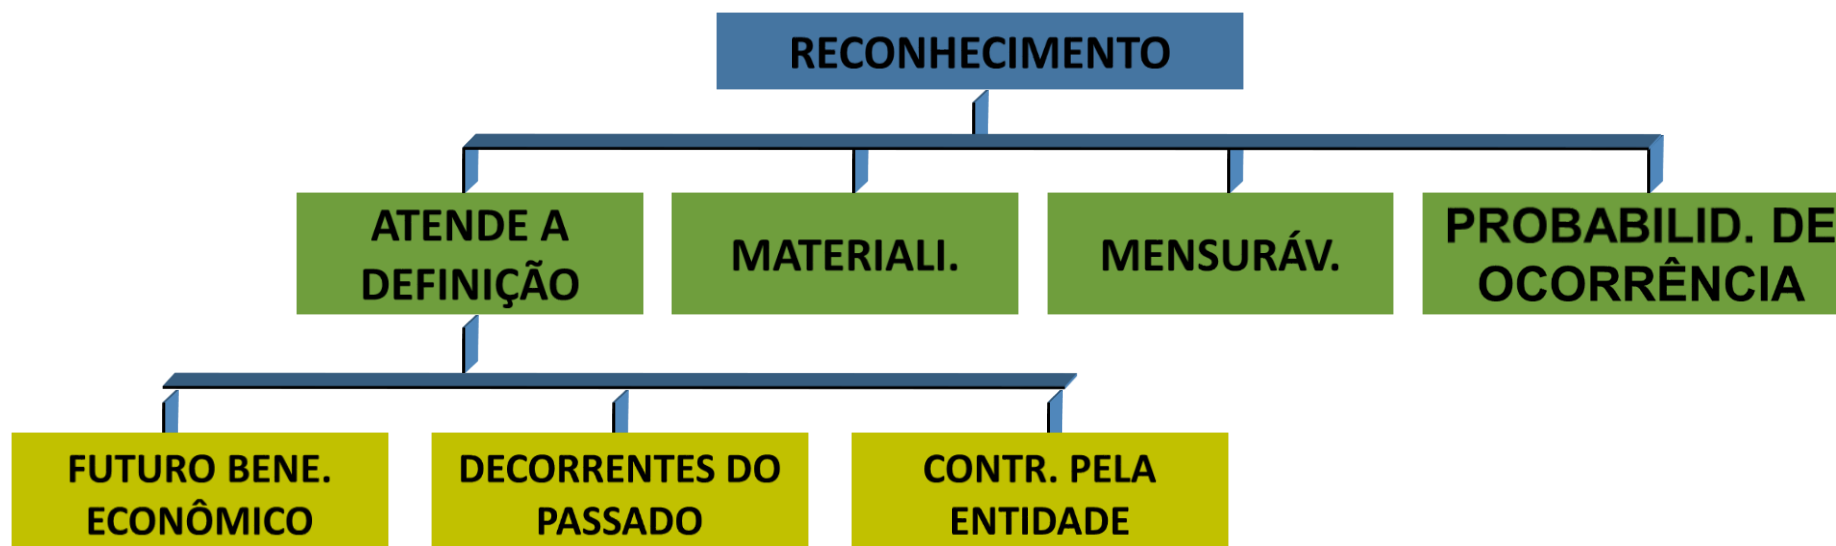 RECONHECIMENTO
ATENDE A
DEFINIÇÃO
MATERIALI.
MENSURÁV.
PROBABILID. DE
OCORRÊNCIA
FUTURO BENE.
ECONÔMICO
DECORRENTES DO
PASSADO
CONTR. PELA
ENTIDADE